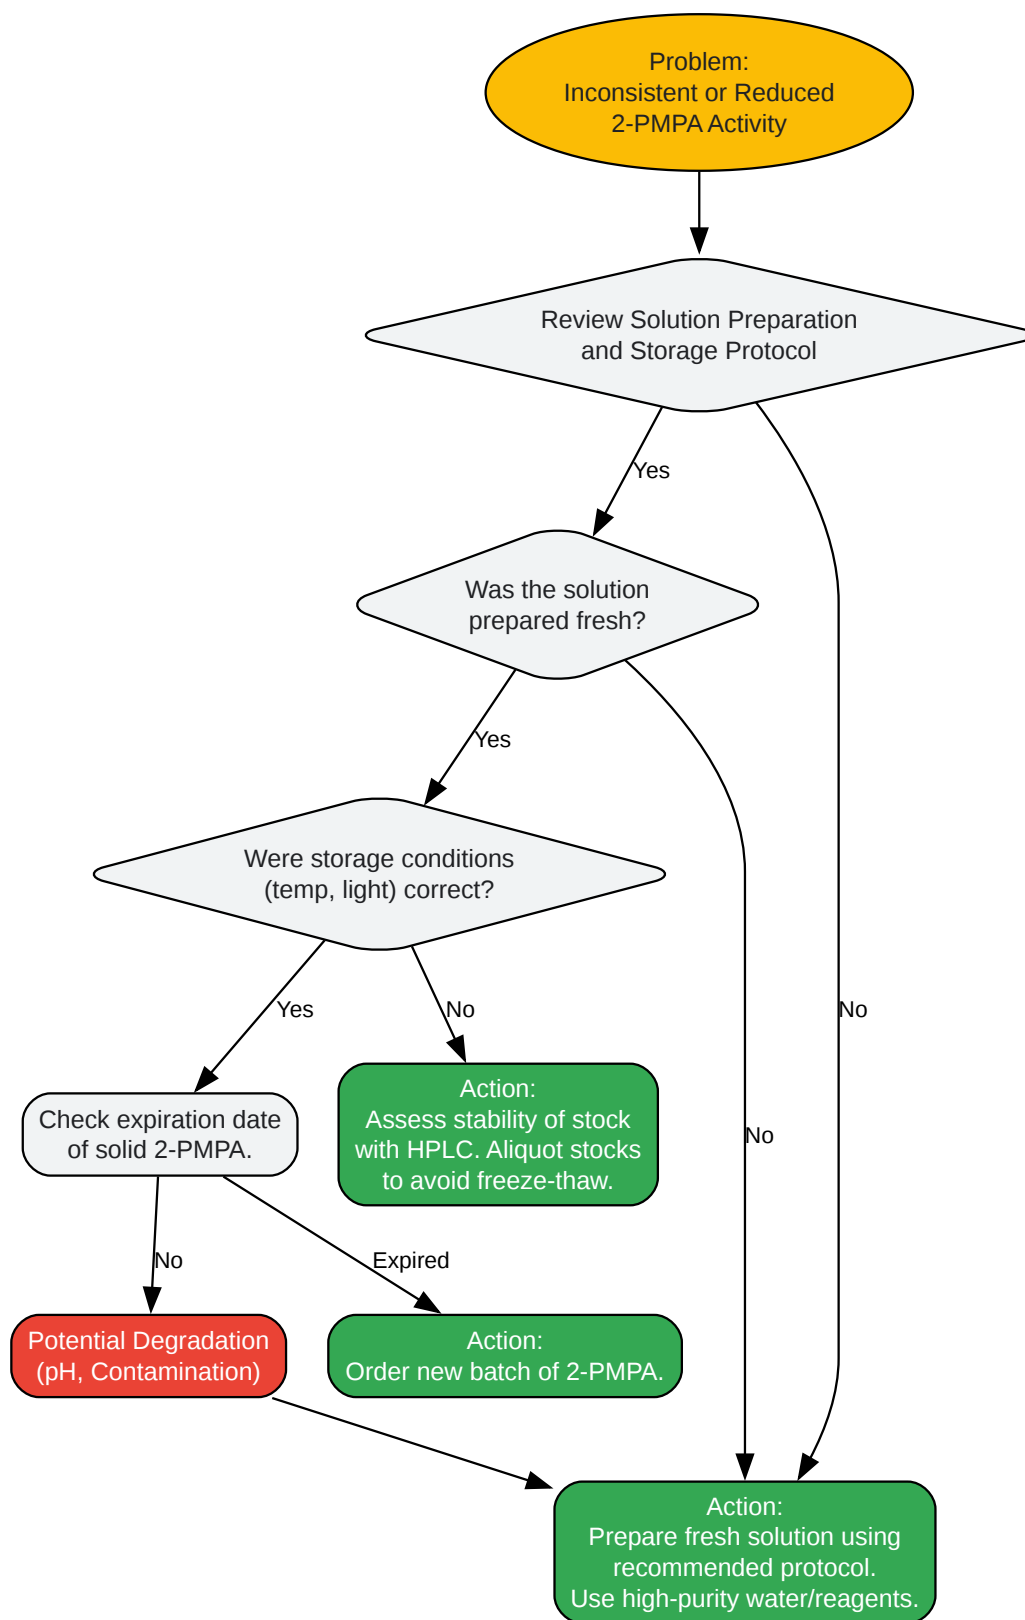 Problem:
Inconsistent or Reduced
2-PMPA Activity
Review Solution Preparation
and Storage Protocol
Yes
Was the solution
prepared fresh?
Yes
Were storage conditions
(temp, light) correct?
Yes
No
No
Action:
Assess stability of stock
with HPLC. Aliquot stocks
to avoid freeze-thaw.
Check expiration date
of solid 2-PMPA.
No
No
Expired
Potential Degradation
(pH, Contamination)
Action:
Order new batch of 2-PMPA.
Action:
Prepare fresh solution using
recommended protocol.
Use high-purity water/reagents.